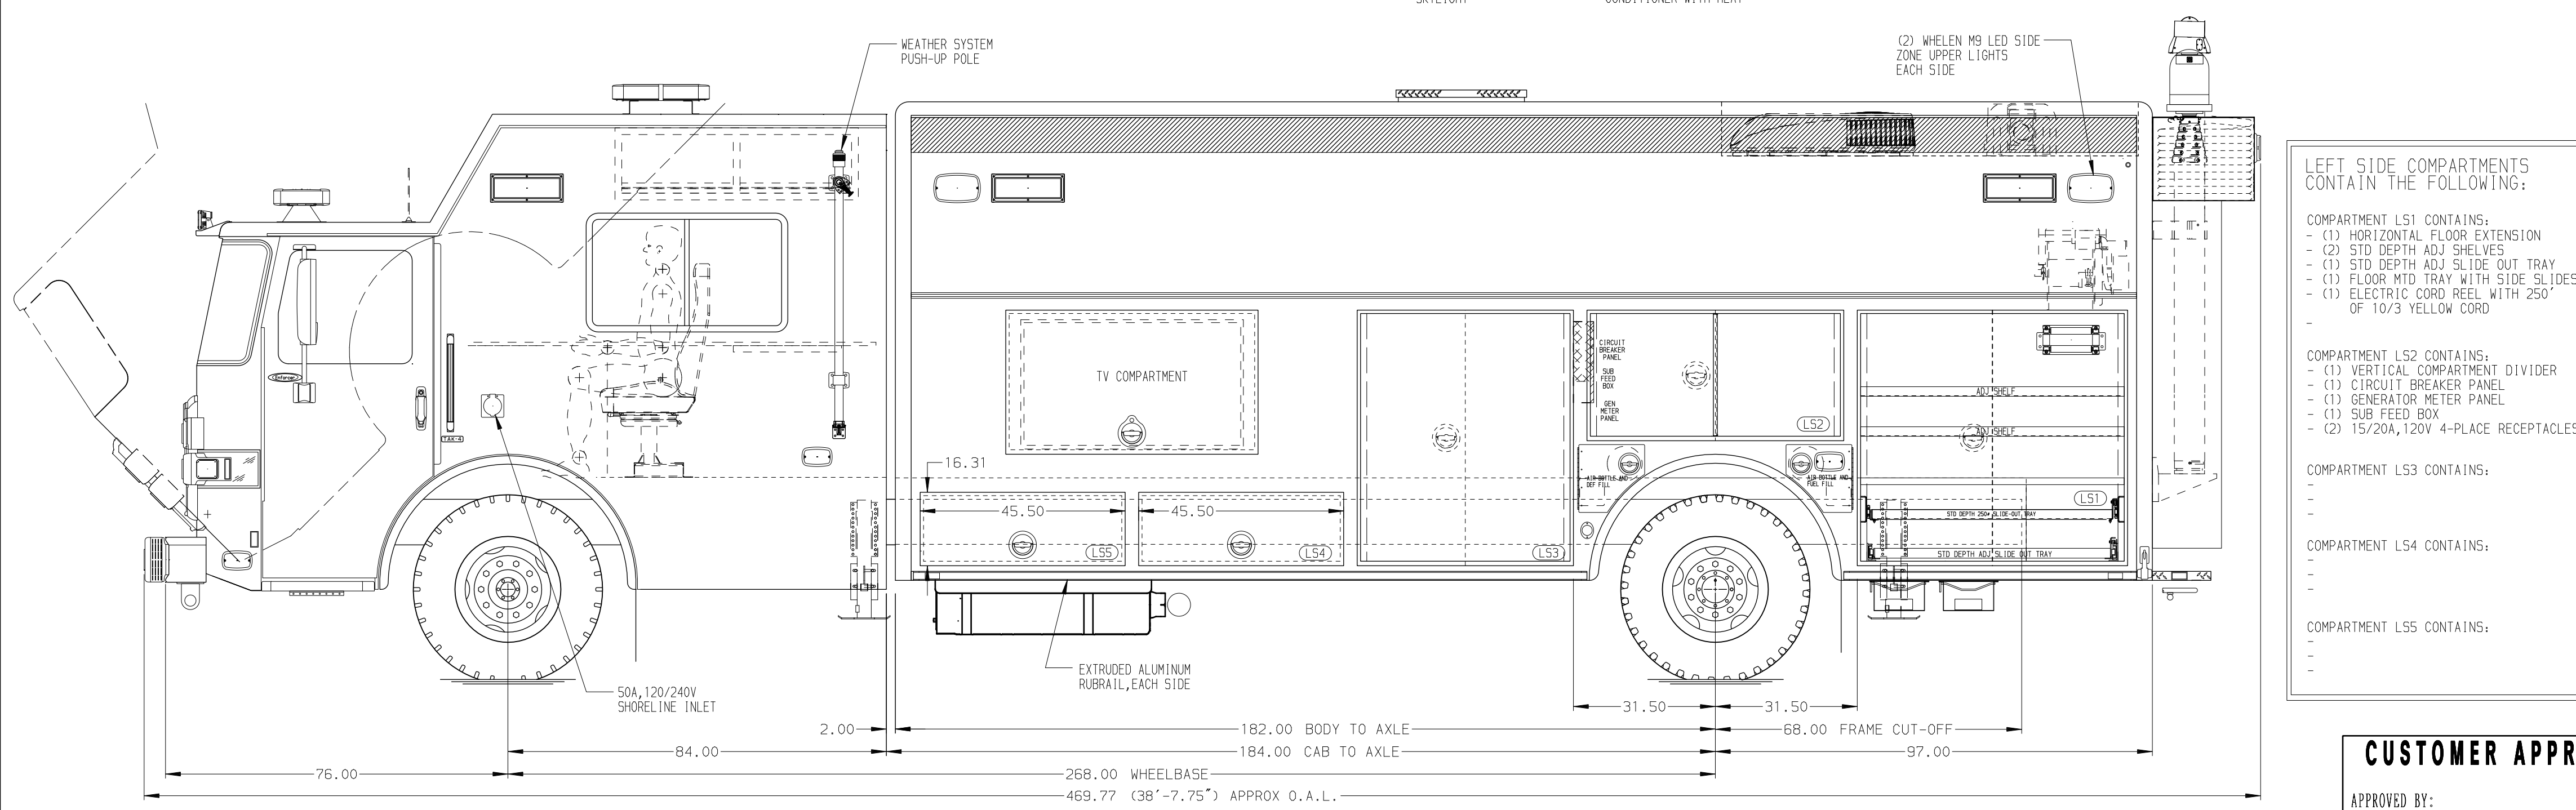 SKYLIGHT
CONDITIONER WITH HEAT
WEATHER SYSTEM
PUSH-UP POLE
(2) WHELEN M9 LED SIDE
ZONE UPPER LIGHTS
EACH SIDE
Enforcer
TAK-4
TV COMPARTMENT
CIRCUIT
BREAKER
PANEL
SUB
FEED
BOX
GEN
METER
PANEL
LS2
ADJ SHELF
ADJ SHELF
AIR BOTTLE AND
DEF FILL
AIR BOTTLE AND
FUEL FILL
LS1
STD DEPTH 250# SLIDE-OUT TRAY
STD DEPTH ADJ SLIDE OUT TRAY
16.31
45.50
45.50
LS5
LS4
LS3
EXTRUDED ALUMINUM
RUBRAIL,EACH SIDE
50A,120/240V
SHORELINE INLET
31.50
31.50
2.00
182.00 BODY TO AXLE
68.00 FRAME CUT-OFF
84.00
184.00 CAB TO AXLE
97.00
76.00
268.00 WHEELBASE
469.77 (38'-7.75") APPROX O.A.L.
LEFT SIDE COMPARTMENTS
CONTAIN THE FOLLOWING:
COMPARTMENT LS1 CONTAINS:
- (1) HORIZONTAL FLOOR EXTENSION
- (2) STD DEPTH ADJ SHELVES
- (1) STD DEPTH ADJ SLIDE OUT TRAY
- (1) FLOOR MTD TRAY WITH SIDE SLIDES
- (1) ELECTRIC CORD REEL WITH 250'
OF 10/3 YELLOW CORD
-
COMPARTMENT LS2 CONTAINS:
- (1) VERTICAL COMPARTMENT DIVIDER
- (1) CIRCUIT BREAKER PANEL
- (1) GENERATOR METER PANEL
- (1) SUB FEED BOX
- (2) 15/20A,120V 4-PLACE RECEPTACLES
COMPARTMENT LS3 CONTAINS:
-
-
-
COMPARTMENT LS4 CONTAINS:
-
-
-
COMPARTMENT LS5 CONTAINS:
-
-
-
CUSTOMER APPR
APPROVED BY: